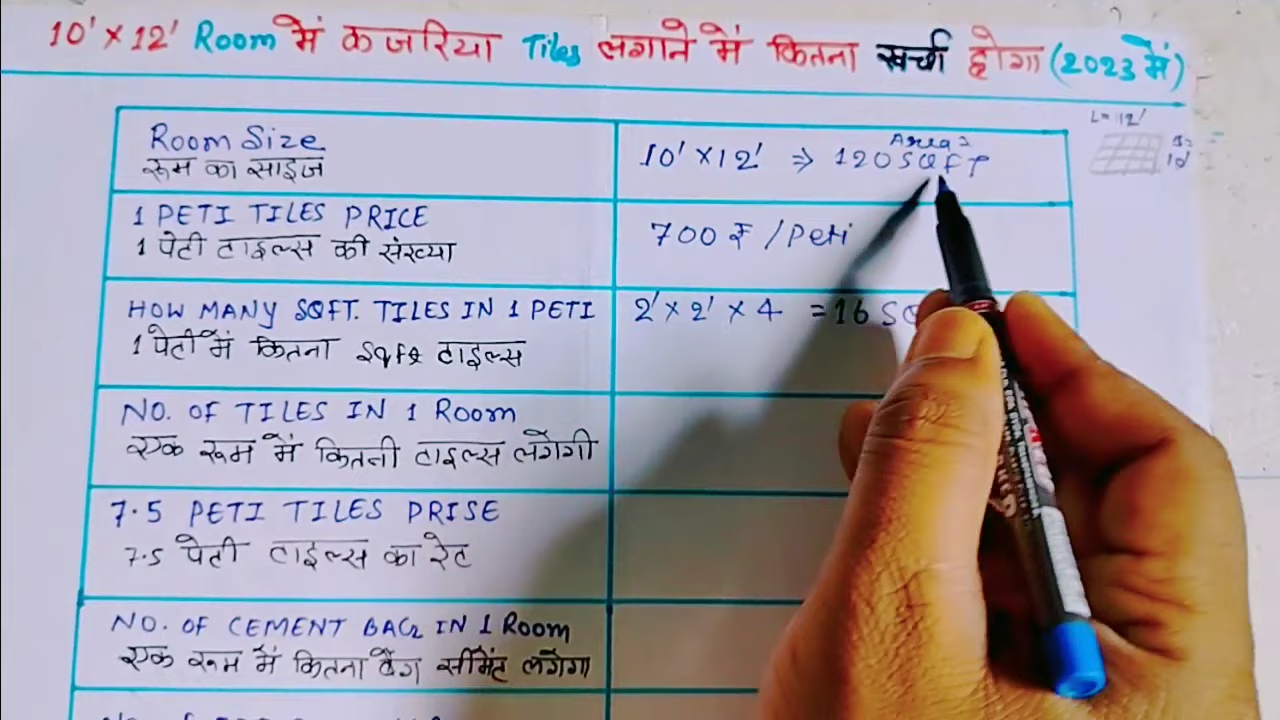 10' × 12' Room में कजरिया Tiles लगाने में कितना खर्चा होगा (2023 में)
L = 12'
Room Size
रूम का साइज
Area =
10' × 12' ⇒ 120 SQFT
10'
1 PETI TILES PRICE
1 पेटी टाइल्स की संख्या
700 ₹ / Peti
HOW MANY SQFT. TILES IN 1 PETI
1 पेटी में कितना sqft टाइल्स
2' × 2' × 4 = 16 SQ
NO. OF TILES IN 1 Room
एक रूम में कितनी टाइल्स लगेगी
7.5 PETI TILES PRISE
7.5 पेटी टाइल्स का रेट
NO. OF CEMENT BAG IN 1 Room
एक रूम में कितना बैग सीमेंट लगेगा